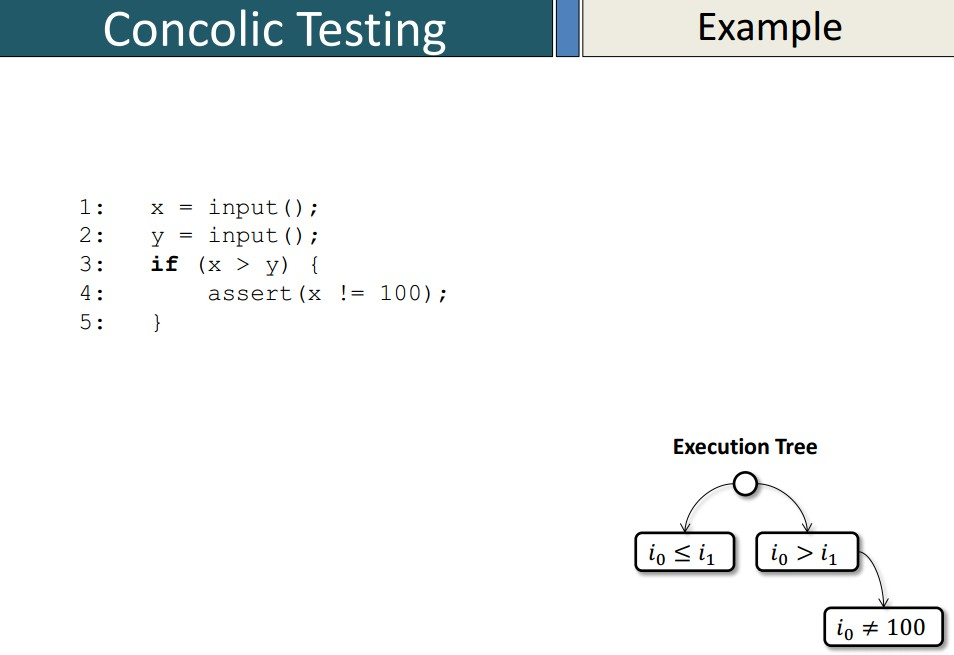 Concolic Testing
Example
1: x = input();
2: y = input();
3: if (x > y) {
4: assert(x != 100);
5: }
Execution Tree
i₀ ≤ i₁
i₀ > i₁
i₀ ≠ 100